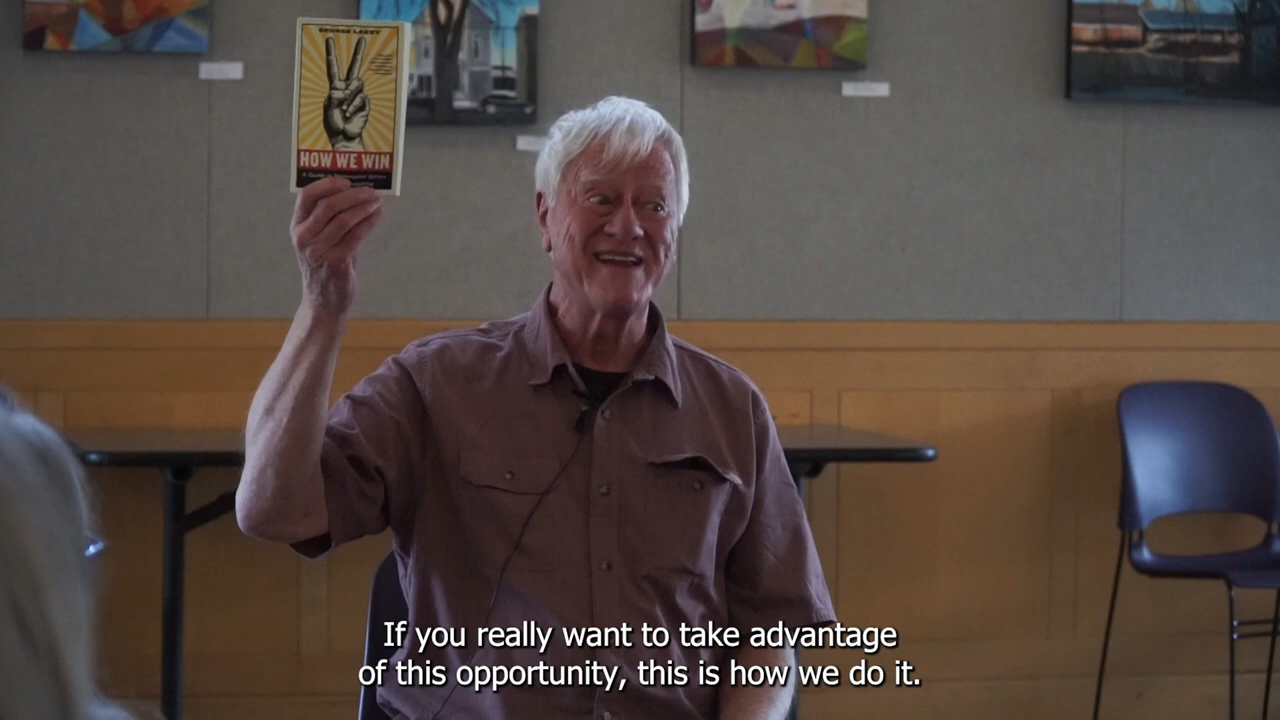 GEORGE LAKEY
HOW WE WIN
If you really want to take advantage
of this opportunity, this is how we do it.